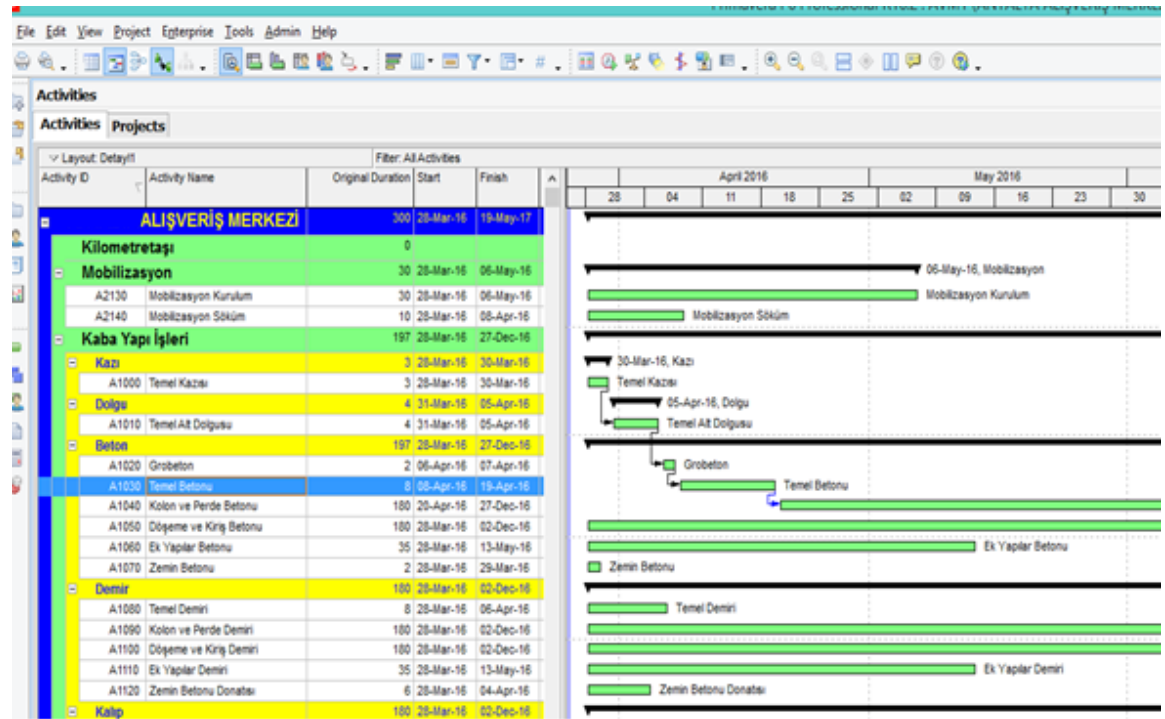 File Edit View Project Enterprise Tools Admin Help
Activities
Activities Projects
Layout: Detayl1 Filter: All Activities
Activity ID Activity Name Original Duration Start Finish April 2016 May 2016
28 04 11 18 25 02 09 16 23 30
ALIŞVERİŞ MERKEZİ 300 28-Mar-16 19-May-17
Kilometretaşı 0
Mobilizasyon 30 28-Mar-16 06-May-16 06-May-16, Mobilizasyon
A2130 Mobilizasyon Kurulum 30 28-Mar-16 06-May-16 Mobilizasyon Kurulum
A2140 Mobilizasyon Söküm 10 28-Mar-16 08-Apr-16 Mobilizasyon Söküm
Kaba Yapı İşleri 197 28-Mar-16 27-Dec-16
Kazı 3 28-Mar-16 30-Mar-16 30-Mar-16, Kazı
A1000 Temel Kazısı 3 28-Mar-16 30-Mar-16 Temel Kazısı
Dolgu 4 31-Mar-16 05-Apr-16 05-Apr-16, Dolgu
A1010 Temel Alt Dolgusu 4 31-Mar-16 05-Apr-16 Temel Alt Dolgusu
Beton 197 28-Mar-16 27-Dec-16
A1020 Grobeton 2 06-Apr-16 07-Apr-16 Grobeton
A1030 Temel Betonu 8 08-Apr-16 19-Apr-16 Temel Betonu
A1040 Kolon ve Perde Betonu 180 20-Apr-16 27-Dec-16
A1050 Döşeme ve Kiriş Betonu 180 28-Mar-16 02-Dec-16
A1060 Ek Yapılar Betonu 35 28-Mar-16 13-May-16 Ek Yapılar Betonu
A1070 Zemin Betonu 2 28-Mar-16 29-Mar-16 Zemin Betonu
Demir 180 28-Mar-16 02-Dec-16
A1080 Temel Demiri 8 28-Mar-16 06-Apr-16 Temel Demiri
A1090 Kolon ve Perde Demiri 180 28-Mar-16 02-Dec-16
A1100 Döşeme ve Kiriş Demiri 180 28-Mar-16 02-Dec-16
A1110 Ek Yapılar Demiri 35 28-Mar-16 13-May-16 Ek Yapılar Demiri
A1120 Zemin Betonu Donatısı 6 28-Mar-16 04-Apr-16 Zemin Betonu Donatısı
Kalıp 180 28-Mar-16 02-Dec-16